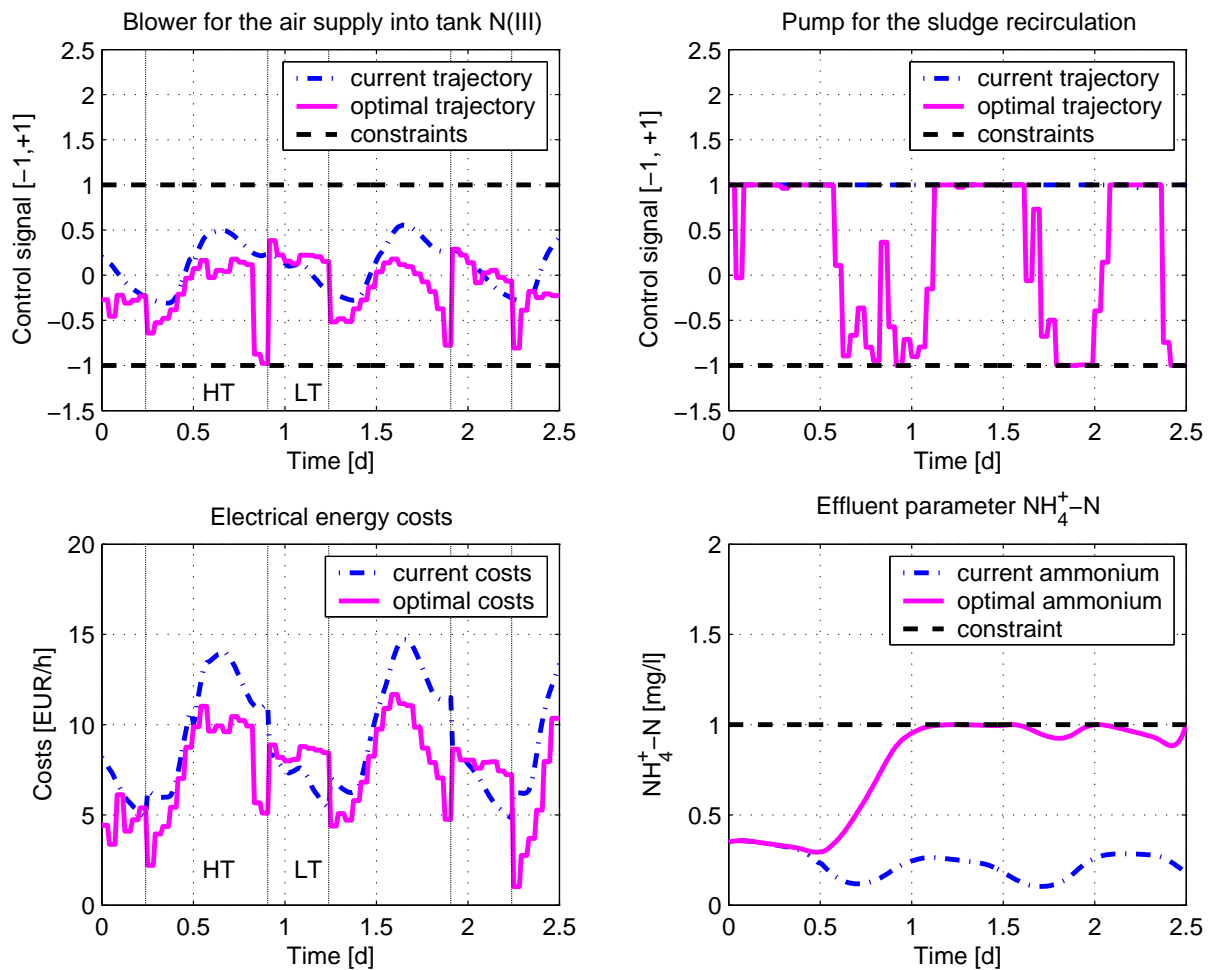 Blower for the air supply into tank N(III)
2.5
2
1.5
1
0.5
0
−0.5
−1
−1.5
Control signal [−1,+1]
current trajectory
optimal trajectory
constraints
HT
LT
0
0.5
1
1.5
2
2.5
Time [d]
Pump for the sludge recirculation
2.5
2
1.5
1
0.5
0
−0.5
−1
−1.5
Control signal [−1, +1]
current trajectory
optimal trajectory
constraints
0
0.5
1
1.5
2
2.5
Time [d]
Electrical energy costs
20
15
10
5
0
Costs [EUR/h]
current costs
optimal costs
HT
LT
0
0.5
1
1.5
2
2.5
Time [d]
Effluent parameter NH₄⁺−N
2
1.5
1
0.5
0
NH₄⁺−N [mg/l]
current ammonium
optimal ammonium
constraint
0
0.5
1
1.5
2
2.5
Time [d]